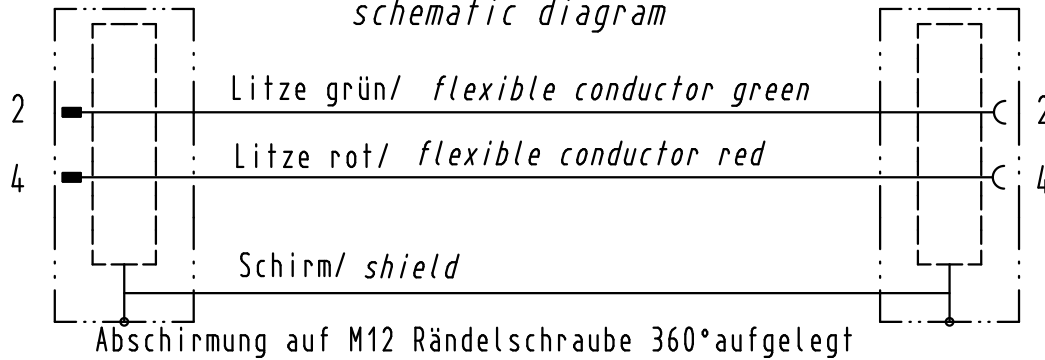 schematic diagram
Litze grün/ flexible conductor green
2 2
Litze rot/ flexible conductor red
4 4
Schirm/ shield
Abschirmung auf M12 Rändelschraube 360°aufgelegt